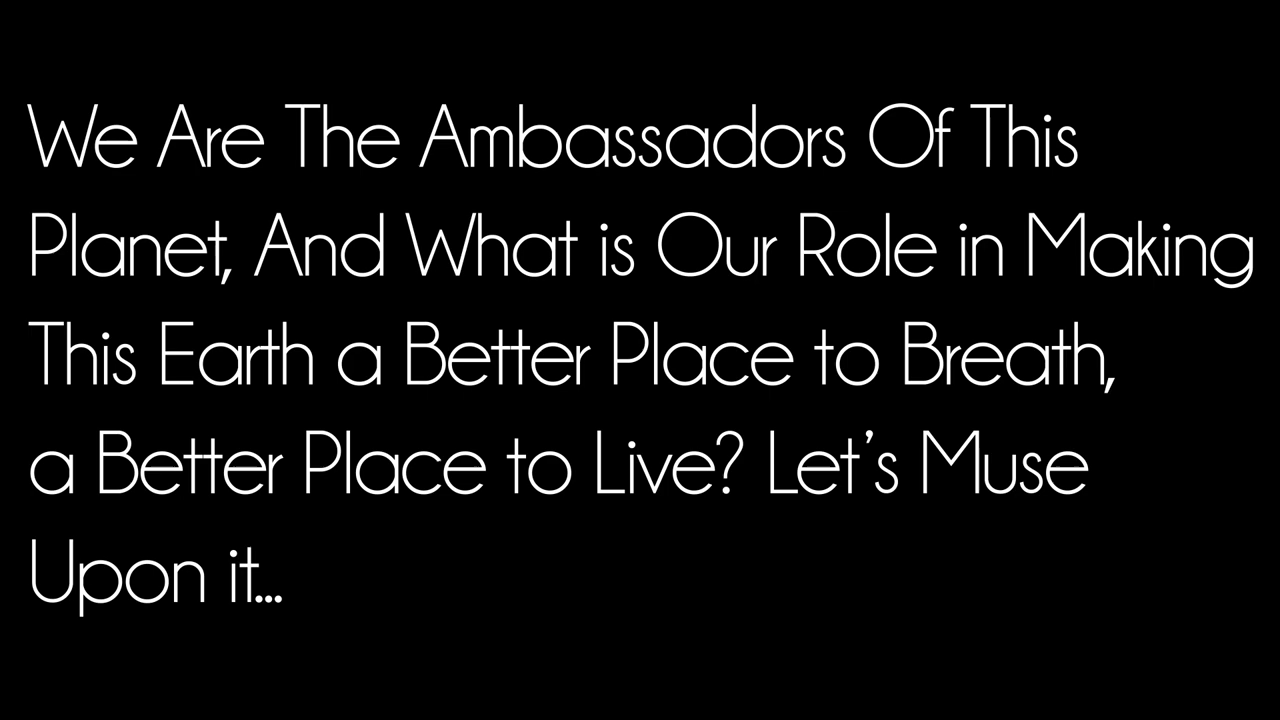 We Are The Ambassadors Of This
Planet, And What is Our Role in Making
This Earth a Better Place to Breath,
a Better Place to Live? Let's Muse
Upon it...